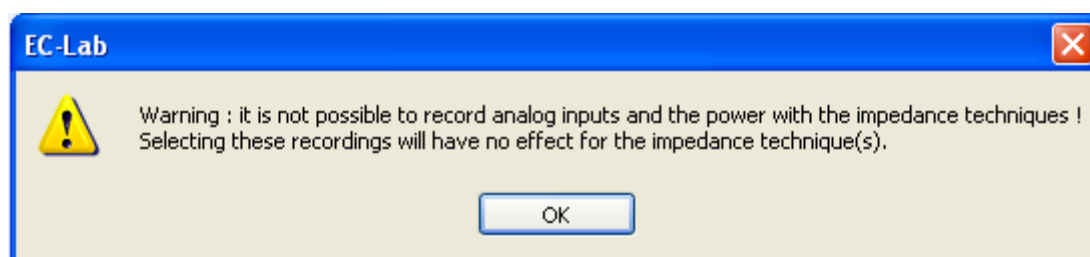 EC-Lab
Warning : it is not possible to record analog inputs and the power with the impedance techniques !
Selecting these recordings will have no effect for the impedance technique(s).
OK